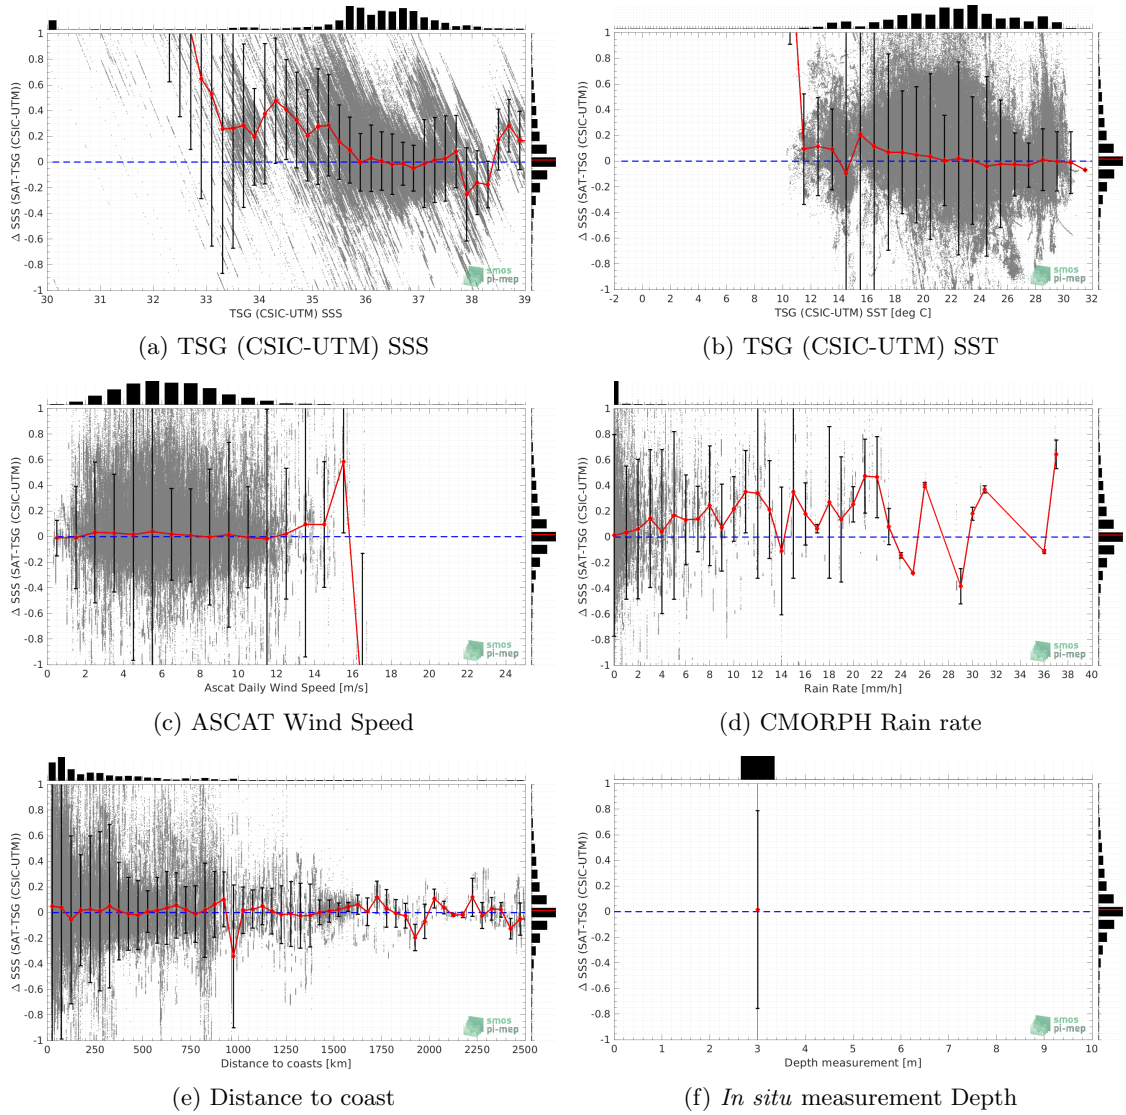 Δ SSS (SAT-TSG (CSIC-UTM))
1
0.8
0.6
0.4
0.2
0
-0.2
-0.4
-0.6
-0.8
-1
smos
pi-mep
30 31 32 33 34 35 36 37 38 39
TSG (CSIC-UTM) SSS
(a) TSG (CSIC-UTM) SSS
Δ SSS (SAT-TSG (CSIC-UTM))
1
0.8
0.6
0.4
0.2
0
-0.2
-0.4
-0.6
-0.8
-1
smos
pi-mep
-2 0 2 4 6 8 10 12 14 16 18 20 22 24 26 28 30 32
TSG (CSIC-UTM) SST [deg C]
(b) TSG (CSIC-UTM) SST
Δ SSS (SAT-TSG (CSIC-UTM))
1
0.8
0.6
0.4
0.2
0
-0.2
-0.4
-0.6
-0.8
-1
smos
pi-mep
0 2 4 6 8 10 12 14 16 18 20 22 24
Ascat Daily Wind Speed [m/s]
(c) ASCAT Wind Speed
Δ SSS (SAT-TSG (CSIC-UTM))
1
0.8
0.6
0.4
0.2
0
-0.2
-0.4
-0.6
-0.8
-1
smos
pi-mep
0 2 4 6 8 10 12 14 16 18 20 22 24 26 28 30 32 34 36 38 40
Rain Rate [mm/h]
(d) CMORPH Rain rate
Δ SSS (SAT-TSG (CSIC-UTM))
1
0.8
0.6
0.4
0.2
0
-0.2
-0.4
-0.6
-0.8
-1
smos
pi-mep
0 250 500 750 1000 1250 1500 1750 2000 2250 2500
Distance to coasts [km]
(e) Distance to coast
Δ SSS (SAT-TSG (CSIC-UTM))
1
0.8
0.6
0.4
0.2
0
-0.2
-0.4
-0.6
-0.8
-1
smos
pi-mep
0 1 2 3 4 5 6 7 8 9 10
Depth measurement [m]
(f) In situ measurement Depth